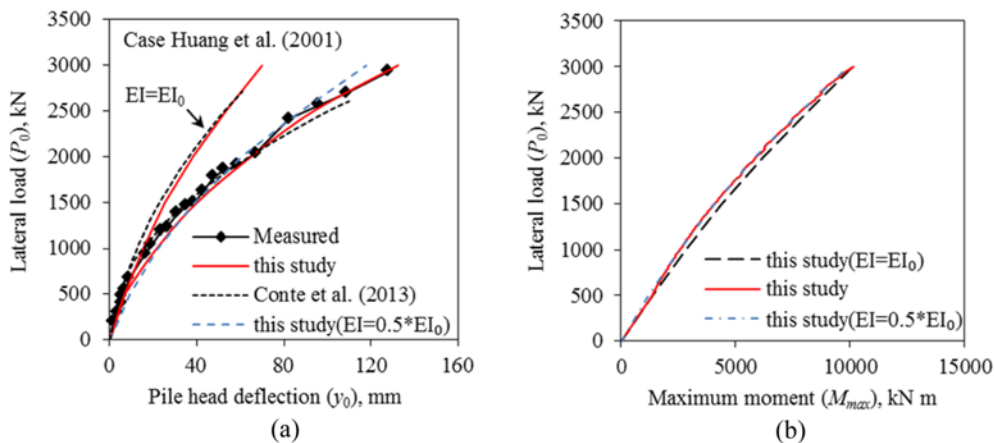 3500
3000
2500
2000
1500
1000
500
0
Lateral load (P₀), kN
Case Huang et al. (2001)
EI=EI₀
Measured
this study
Conte et al. (2013)
this study(EI=0.5*EI₀)
0 40 80 120 160
Pile head deflection (y₀), mm
(a)
3500
3000
2500
2000
1500
1000
500
0
Lateral load (P₀), kN
this study(EI=EI₀)
this study
this study(EI=0.5*EI₀)
0 5000 10000 15000
Maximum moment (Mmax), kN m
(b)